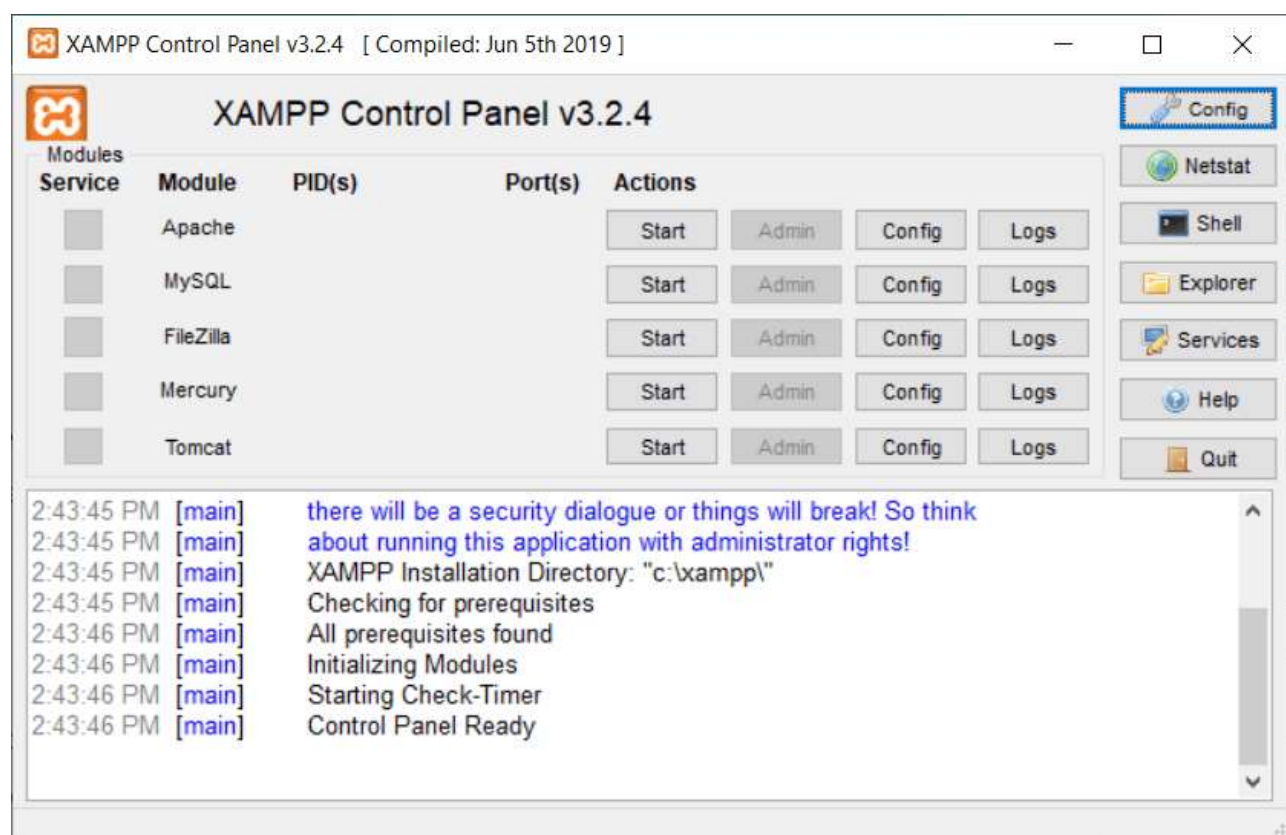 XAMPP Control Panel v3.2.4 [ Compiled: Jun 5th 2019 ]
XAMPP Control Panel v3.2.4
Config
Netstat
Shell
Explorer
Services
Help
Quit
Modules
Service Module PID(s) Port(s) Actions
Apache Start Admin Config Logs
MySQL Start Admin Config Logs
FileZilla Start Admin Config Logs
Mercury Start Admin Config Logs
Tomcat Start Admin Config Logs
2:43:45 PM [main] there will be a security dialogue or things will break! So think
2:43:45 PM [main] about running this application with administrator rights!
2:43:45 PM [main] XAMPP Installation Directory: "c:\xampp\"
2:43:45 PM [main] Checking for prerequisites
2:43:46 PM [main] All prerequisites found
2:43:46 PM [main] Initializing Modules
2:43:46 PM [main] Starting Check-Timer
2:43:46 PM [main] Control Panel Ready